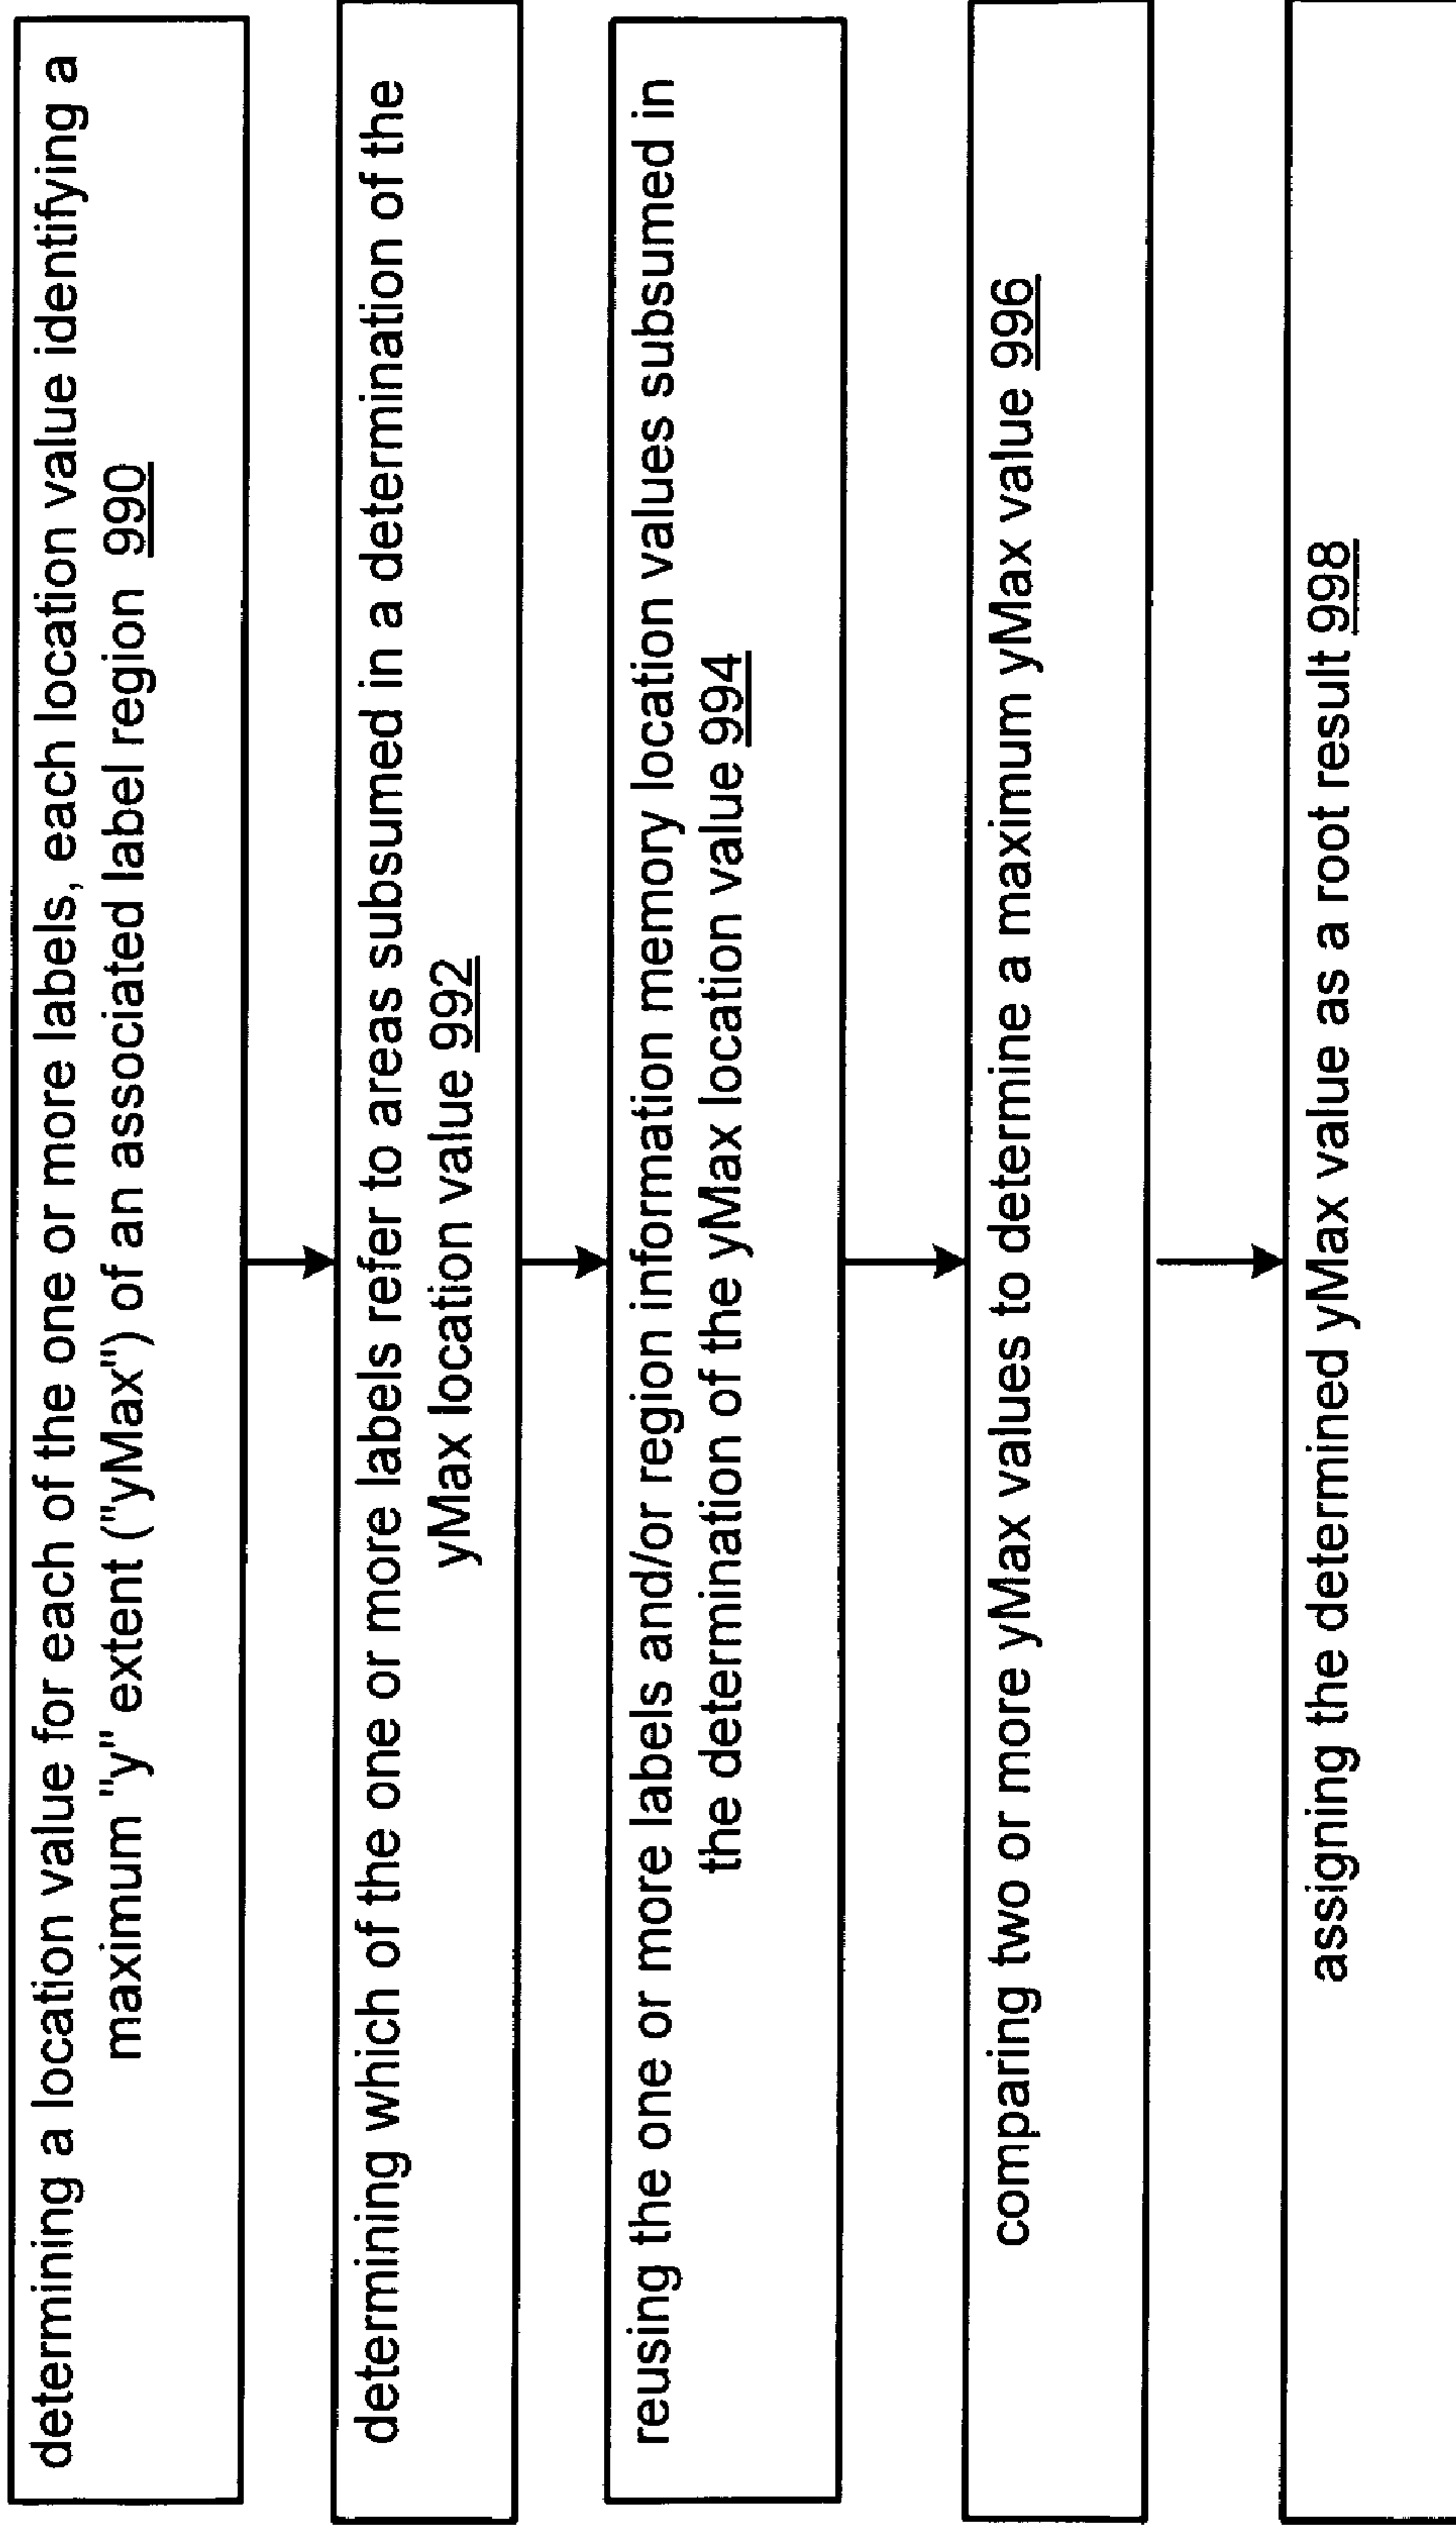 determining a location value for each of the one or more labels, each location value identifying a
maximum "y" extent ("yMax") of an associated label region 990
determining which of the one or more labels refer to areas subsumed in a determination of the
yMax location value 992
reusing the one or more labels and/or region information memory location values subsumed in
the determination of the yMax location value 994
comparing two or more yMax values to determine a maximum yMax value 996
assigning the determined yMax value as a root result 998